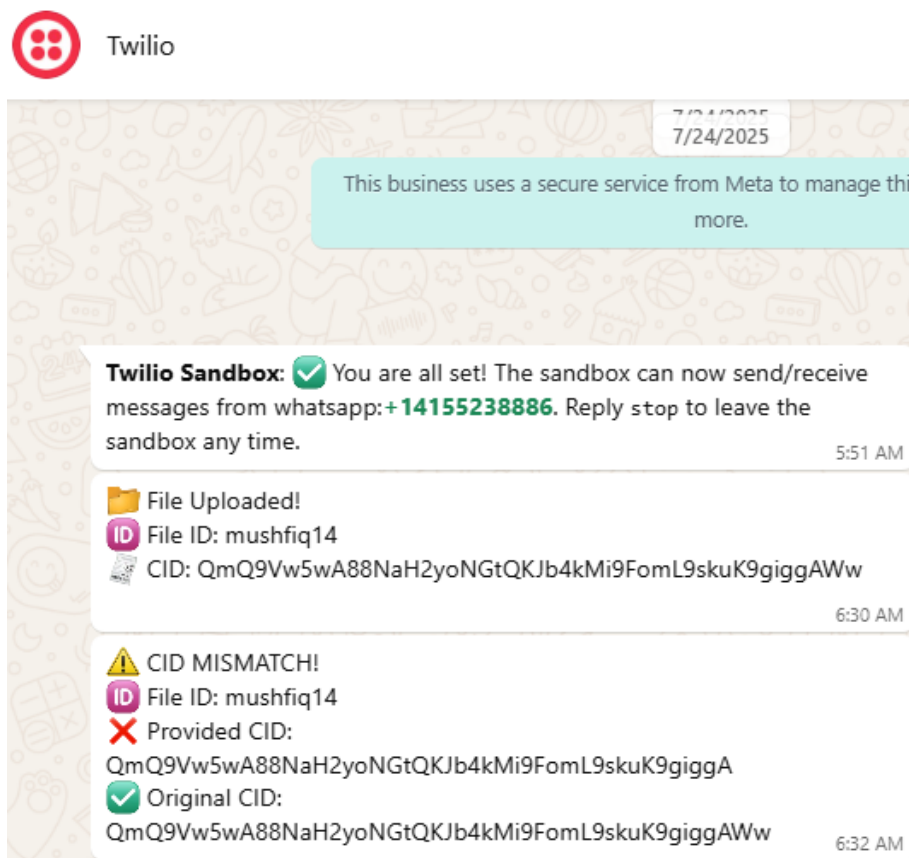 Twilio
7/24/2025
7/24/2025
This business uses a secure service from Meta to manage thi
more.
Twilio Sandbox: ✅ You are all set! The sandbox can now send/receive
messages from whatsapp:+14155238886. Reply stop to leave the
sandbox any time.
5:51 AM
📁 File Uploaded!
🆔 File ID: mushfiq14
🧾 CID: QmQ9Vw5wA88NaH2yoNGtQKJb4kMi9FomL9skuK9giggAWw
6:30 AM
⚠️ CID MISMATCH!
🆔 File ID: mushfiq14
❌ Provided CID:
QmQ9Vw5wA88NaH2yoNGtQKJb4kMi9FomL9skuK9giggA
✅ Original CID:
QmQ9Vw5wA88NaH2yoNGtQKJb4kMi9FomL9skuK9giggAWw
6:32 AM